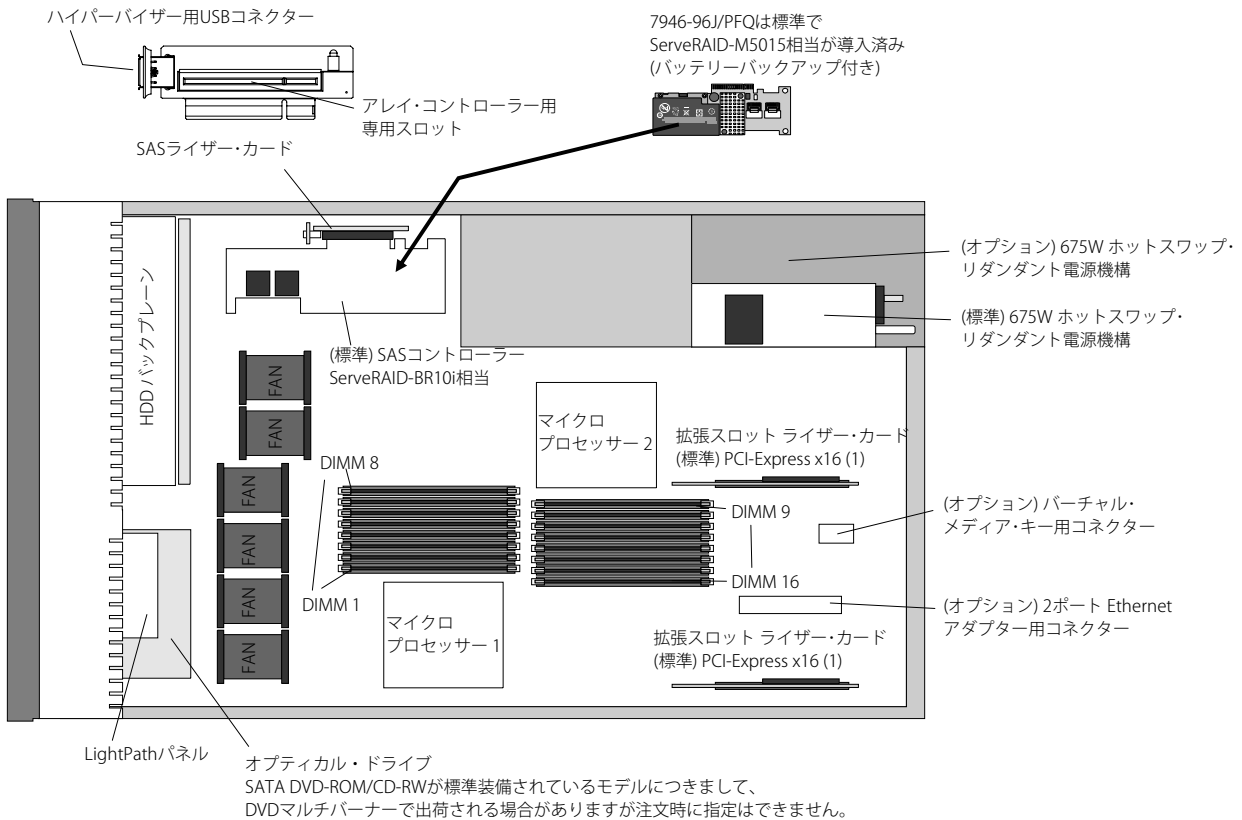 ハイパーバイザー用USBコネクター
アレイ・コントローラー用
専用スロット
SASライザー・カード
7946-96J/PFQは標準で
ServeRAID-M5015相当が導入済み
(バッテリーバックアップ付き)
(オプション) 675W ホットスワップ・
リダンダント電源機構
(標準) 675W ホットスワップ・
リダンダント電源機構
HDD バックプレーン
(標準) SASコントローラー
ServeRAID-BR10i相当
FAN
FAN
FAN
FAN
FAN
FAN
マイクロ
プロセッサー 2
拡張スロット ライザー・カード
(標準) PCI-Express x16 (1)
DIMM 8
DIMM 1
DIMM 9
DIMM 16
(オプション) バーチャル・
メディア・キー用コネクター
マイクロ
プロセッサー 1
(オプション) 2ポート Ethernet
アダプター用コネクター
拡張スロット ライザー・カード
(標準) PCI-Express x16 (1)
LightPathパネル
オプティカル・ドライブ
SATA DVD-ROM/CD-RWが標準装備されているモデルにつきまして、
DVDマルチバーナーで出荷される場合がありますが注文時に指定はできません。